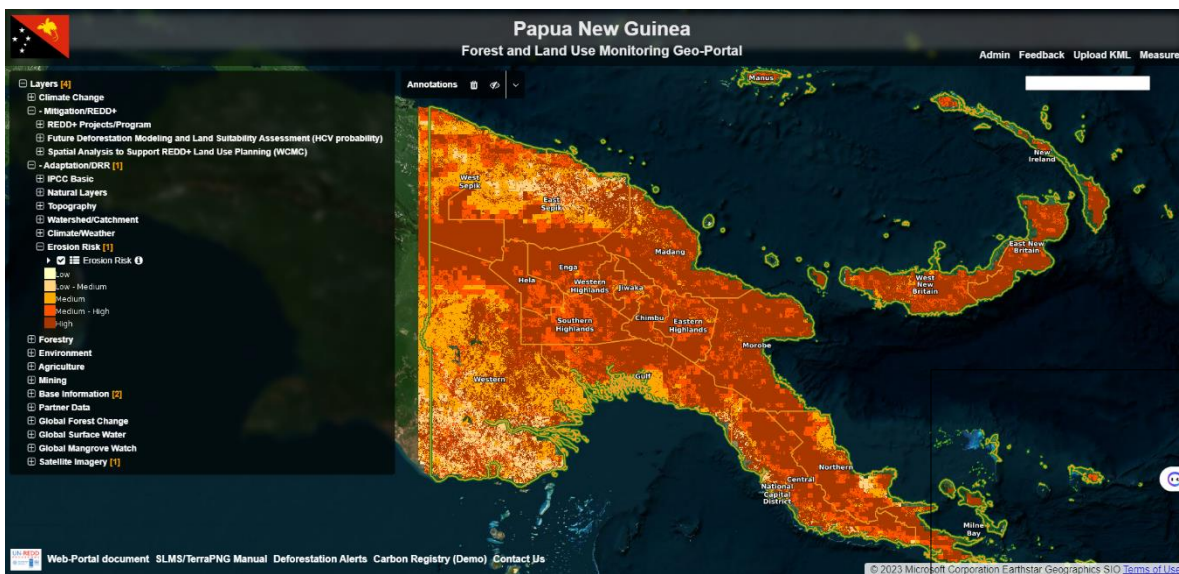 Papua New Guinea
Forest and Land Use Monitoring Geo-Portal
Admin Feedback Upload KML Measure
Layers [4]
Climate Change
- Mitigation/REDD+
REDD+ Projects/Program
Future Deforestation Modeling and Land Suitability Assessment (HCV probability)
Spatial Analysis to Support REDD+ Land Use Planning (WCMC)
- Adaptation/DRR [1]
IPCC Basic
Natural Layers
Topography
Watershed/Catchment
Climate/Weather
Erosion Risk [1]
Erosion Risk
Low
Low - Medium
Medium
Medium - High
High
Forestry
Environment
Agriculture
Mining
Base Information [2]
Partner Data
Global Forest Change
Global Surface Water
Global Mangrove Watch
Satellite Imagery [1]
Annotations
Manus
New
Ireland
West
Sepik
East
Sepik
Madang
East New
Britain
West
New
Britain
Enga
Hela
Western
Highlands
Jiwaka
Southern
Highlands
Chimbu
Eastern
Highlands
Morobe
Western
Gulf
Northern
Central
National
Capital
District
Milne
Bay
UN-REDD
Web-Portal document SLMS/TerraPNG Manual Deforestation Alerts Carbon Registry (Demo) Contact Us
© 2023 Microsoft Corporation Earthstar Geographics SIO Terms of Use